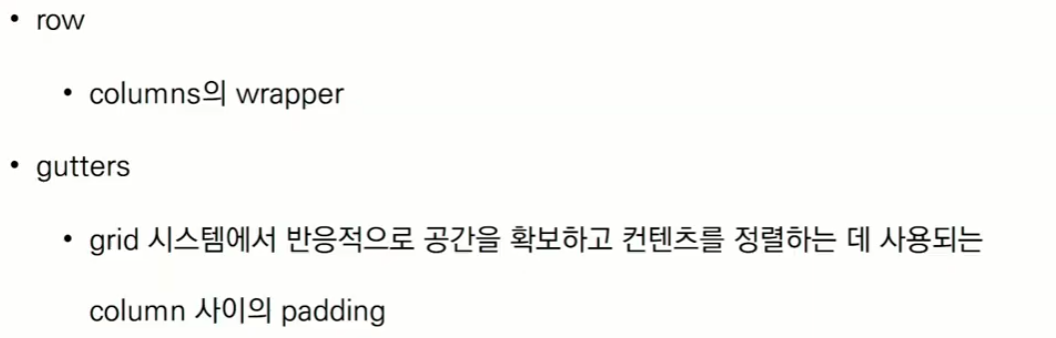 • row
• columns의 wrapper
• gutters
• grid 시스템에서 반응적으로 공간을 확보하고 컨텐츠를 정렬하는 데 사용되는
column 사이의 padding